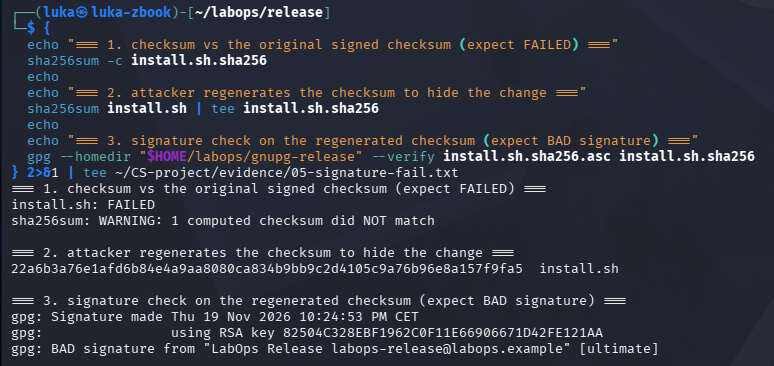 ┌──(luka㉿luka-zbook)-[~/labops/release]
└─$ {
  echo "=== 1. checksum vs the original signed checksum (expect FAILED) ==="
  sha256sum -c install.sh.sha256
  echo
  echo "=== 2. attacker regenerates the checksum to hide the change ==="
  sha256sum install.sh | tee install.sh.sha256
  echo
  echo "=== 3. signature check on the regenerated checksum (expect BAD signature) ==="
  gpg --homedir "$HOME/labops/gnupg-release" --verify install.sh.sha256.asc install.sh.sha256
} 2>&1 | tee ~/CS-project/evidence/05-signature-fail.txt
=== 1. checksum vs the original signed checksum (expect FAILED) ===
install.sh: FAILED
sha256sum: WARNING: 1 computed checksum did NOT match

=== 2. attacker regenerates the checksum to hide the change ===
22a6b3a76e1afd6b84e4a9aa8080ca834b9bb9c2d4105c9a76b96e8a157f9fa5  install.sh

=== 3. signature check on the regenerated checksum (expect BAD signature) ===
gpg: Signature made Thu 19 Nov 2026 10:24:53 PM CET
gpg:                using RSA key 82504C328EBF1962C0F11E66906671D42FE121AA
gpg: BAD signature from "LabOps Release labops-release@labops.example" [ultimate]